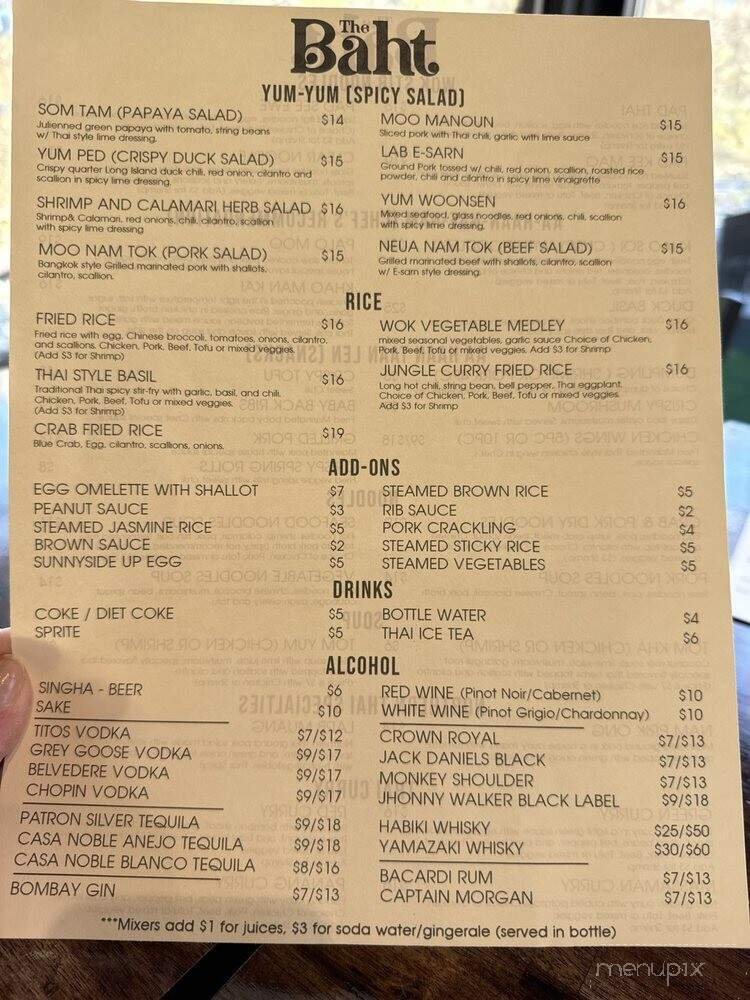 The
Baht
YUM-YUM (SPICY SALAD)
SOM TAM (PAPAYA SALAD) $14
Julienned green papaya with tomato, string beans
w/ Thai style lime dressing.
YUM PED (CRISPY DUCK SALAD) $15
Crispy quarter Long Island duck chili, red onion, cilantro and
scallion in spicy lime dressing.
SHRIMP AND CALAMARI HERB SALAD $16
Shrimp& Calamari, red onions, chili, cilantro, scallion
with spicy lime dressing
MOO NAM TOK (PORK SALAD) $15
Bangkok style Grilled marinated pork with shallots,
cilantro, scallion.
MOO MANOUN $15
Sliced pork with Thai chili, garlic with lime sauce
LAB E-SARN $15
Ground Pork tossed w/ chili, red onion, scallion, roasted rice
powder, chili and cilantro in spicy lime vinaigrette
YUM WOONSEN $16
Mixed seafood, glass noodles, red onions, chili, scallion
with spicy lime dressing.
NEUA NAM TOK (BEEF SALAD) $15
Grilled marinated beef with shallots, cilantro, scallion
w/ E-sarn style dressing.
RICE
FRIED RICE $16
Fried rice with egg, Chinese broccoli, tomatoes, onions, cilantro,
and scallions. Chicken, Pork, Beef, Tofu or mixed veggies.
(Add $3 for Shrimp)
THAI STYLE BASIL $16
Traditional Thai spicy stir-fry with garlic, basil, and chili,
Chicken, Pork, Beef, Tofu or mixed veggies.
(Add $3 for Shrimp)
CRAB FRIED RICE $19
Blue Crab, Egg, cilantro, scallions, onions.
WOK VEGETABLE MEDLEY $16
mixed seasonal vegetables, garlic sauce Choice of Chicken,
Pork, Beef, Tofu or mixed veggies. Add $3 for Shrimp
JUNGLE CURRY FRIED RICE $16
Long hot chili, string bean, bell pepper, Thai eggplant.
Choice of Chicken, Pork, Beef, Tofu or mixed veggies.
Add $3 for Shrimp
ADD-ONS
EGG OMELETTE WITH SHALLOT $7
PEANUT SAUCE $3
STEAMED JASMINE RICE $5
BROWN SAUCE $2
SUNNYSIDE UP EGG $5
STEAMED BROWN RICE $5
RIB SAUCE $2
PORK CRACKLING $4
STEAMED STICKY RICE $5
STEAMED VEGETABLES $5
DRINKS
COKE / DIET COKE $5
SPRITE $5
BOTTLE WATER $4
THAI ICE TEA $6
ALCOHOL
SINGHA - BEER $6
SAKE $10
TITOS VODKA $7/$12
GREY GOOSE VODKA $9/$17
BELVEDERE VODKA $9/$17
CHOPIN VODKA $9/$17
PATRON SILVER TEQUILA $9/$18
CASA NOBLE ANEJO TEQUILA $9/$18
CASA NOBLE BLANCO TEQUILA $8/$16
BOMBAY GIN $7/$13
RED WINE (Pinot Noir/Cabernet) $10
WHITE WINE (Pinot Grigio/Chardonnay) $10
CROWN ROYAL $7/$13
JACK DANIELS BLACK $7/$13
MONKEY SHOULDER $7/$13
JHONNY WALKER BLACK LABEL $9/$18
HABIKI WHISKY $25/$50
YAMAZAKI WHISKY $30/$60
BACARDI RUM $7/$13
CAPTAIN MORGAN $7/$13
***Mixers add $1 for juices, $3 for soda water/gingerale (served in bottle)
menupix